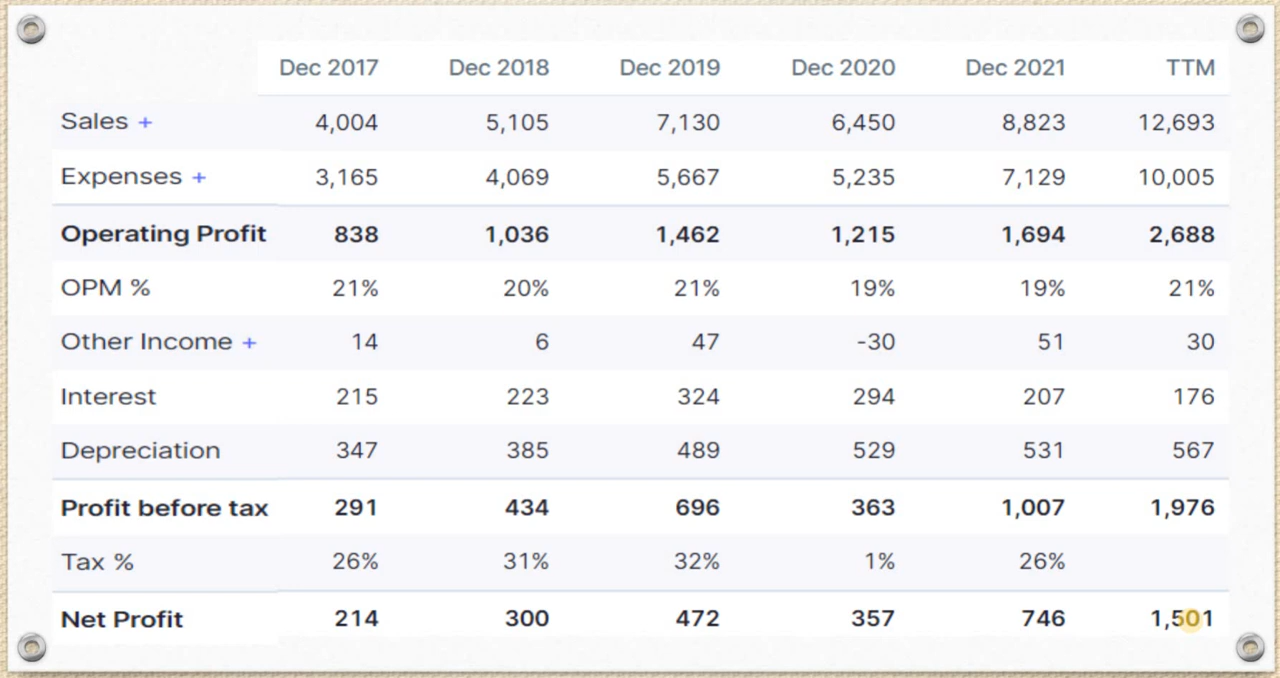 Dec 2017 Dec 2018 Dec 2019 Dec 2020 Dec 2021 TTM
Sales + 4,004 5,105 7,130 6,450 8,823 12,693
Expenses + 3,165 4,069 5,667 5,235 7,129 10,005
Operating Profit 838 1,036 1,462 1,215 1,694 2,688
OPM % 21% 20% 21% 19% 19% 21%
Other Income + 14 6 47 -30 51 30
Interest 215 223 324 294 207 176
Depreciation 347 385 489 529 531 567
Profit before tax 291 434 696 363 1,007 1,976
Tax % 26% 31% 32% 1% 26%
Net Profit 214 300 472 357 746 1,501